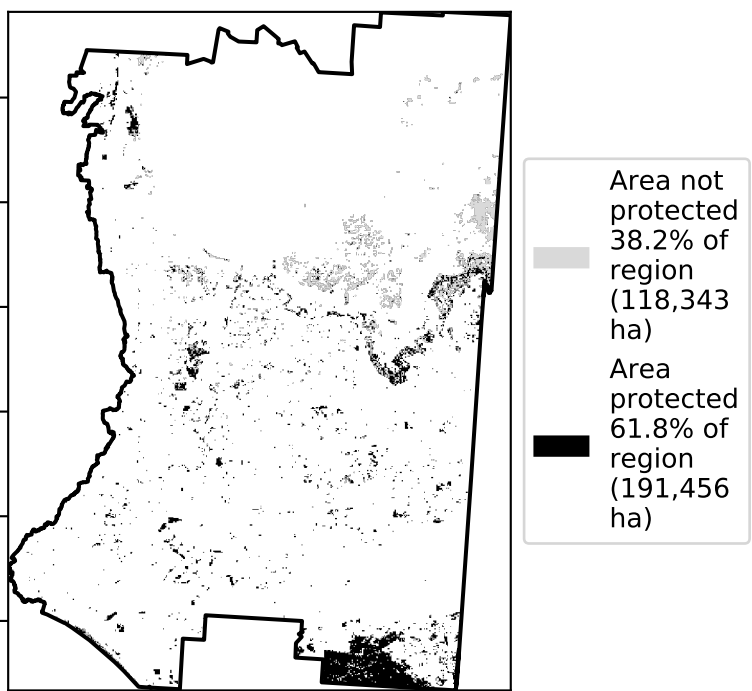 Area not
protected
38.2% of
region
(118,343
ha)
Area
protected
61.8% of
region
(191,456
ha)